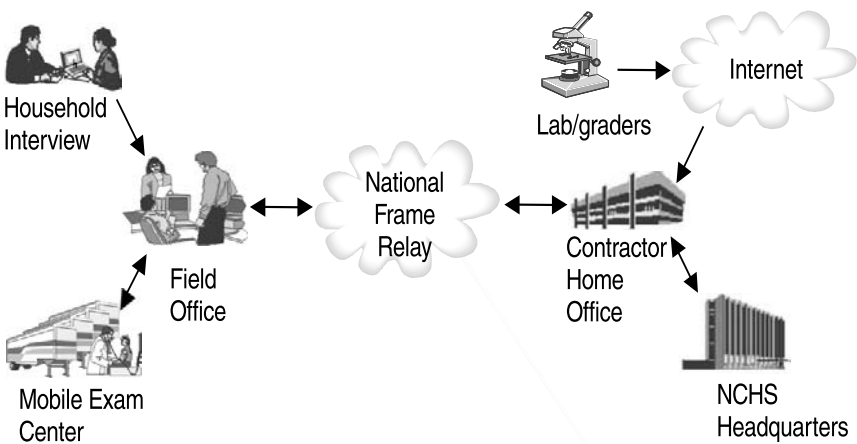 Household
Interview
Field
Office
Mobile Exam
Center
National
Frame
Relay
Lab/graders
Internet
Contractor
Home
Office
NCHS
Headquarters